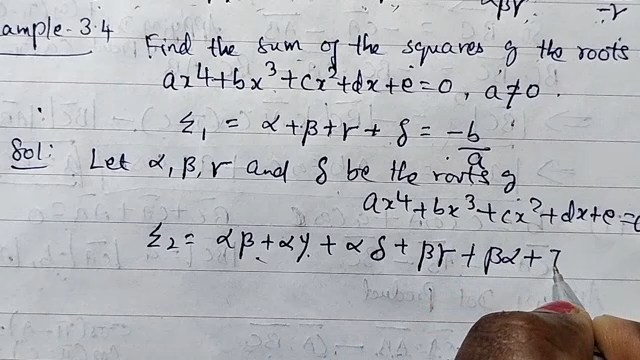 ample-3.4 Find the sum of the squares of the roots
ax⁴+bx³+cx²+dx+e=0, a≠0.
Σ₁ = α+β+γ+δ = -b/a
Sol: Let α, β, γ and δ be the roots of
ax⁴+bx³+cx²+dx+e=0
Σ₂ = αβ+αγ+αδ+βγ+βα+